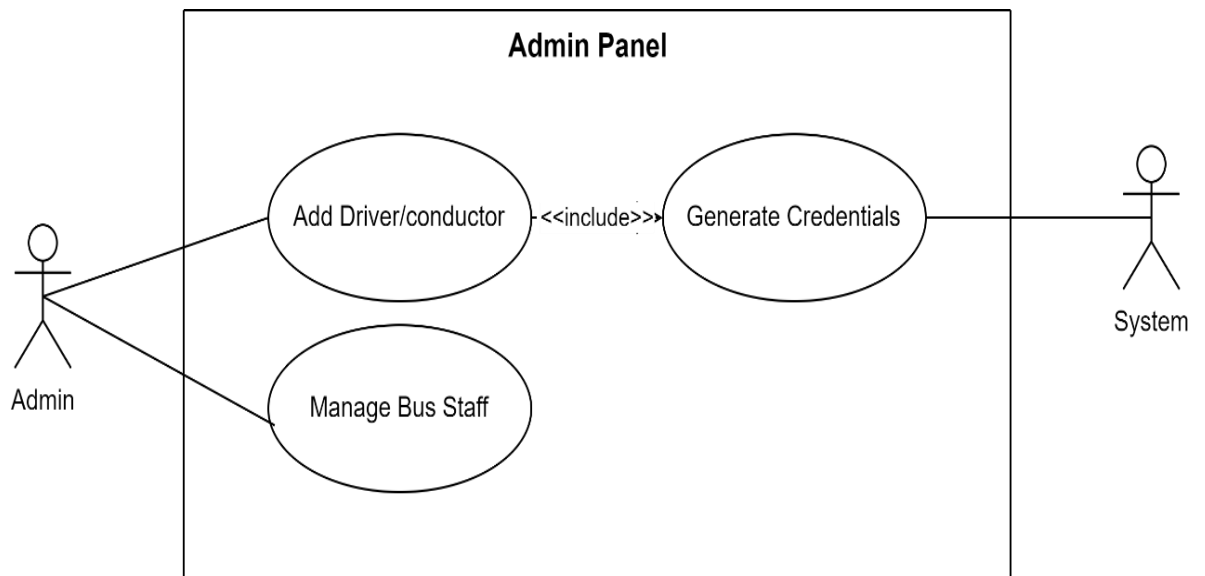 Admin Panel
Add Driver/conductor
<<include>>
Generate Credentials
System
Admin
Manage Bus Staff